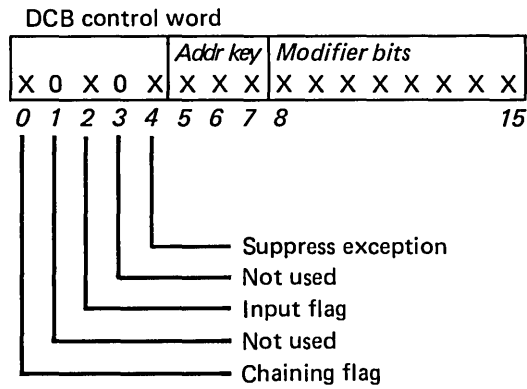 DCB control word
Addr key Modifier bits
X 0 X 0 X X X X X X X X X X X X
0 1 2 3 4 5 6 7 8 15
Suppress exception
Not used
Input flag
Not used
Chaining flag